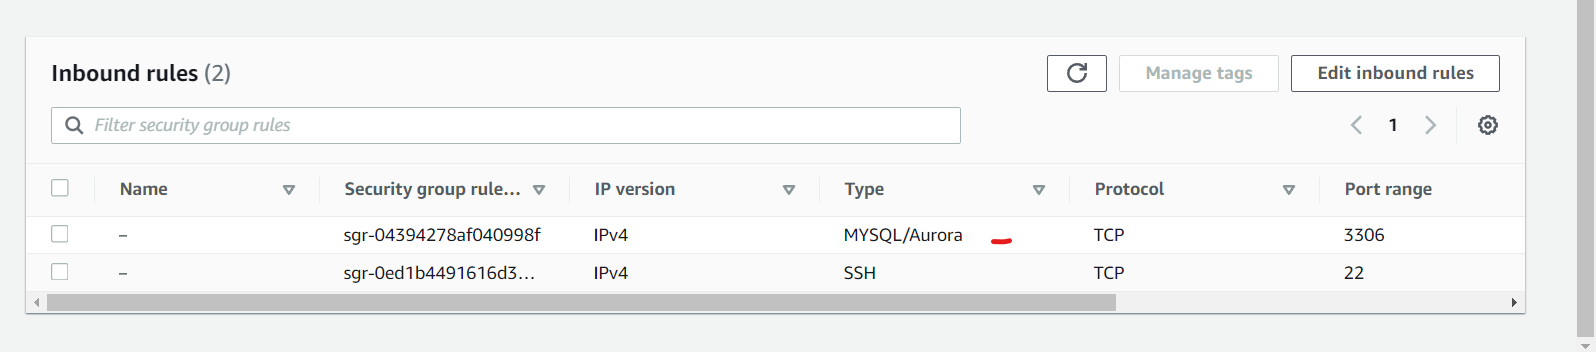 Inbound rules (2)
Manage tags
Edit inbound rules
Filter security group rules
1
Name Security group rule... IP version Type Protocol Port range
– sgr-04394278af040998f IPv4 MYSQL/Aurora TCP 3306
– sgr-0ed1b4491616d3... IPv4 SSH TCP 22